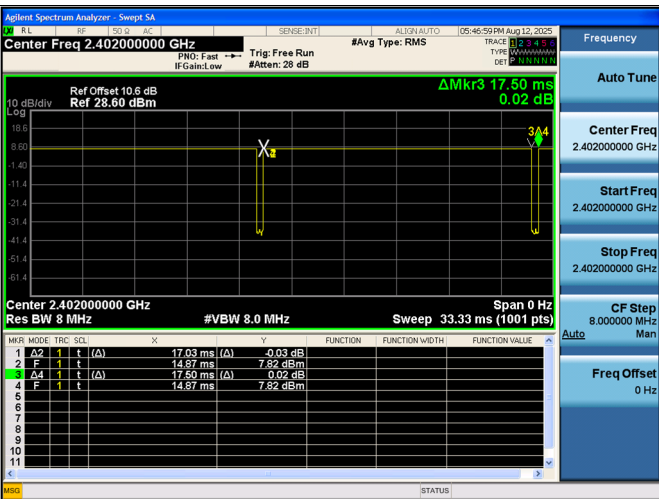 Agilent Spectrum Analyzer - Swept SA
LXI RL RF 50 Ω AC SENSE:INT ALIGN AUTO 05:46:59 PM Aug 12, 2025
Center Freq 2.402000000 GHz #Avg Type: RMS TRACE 1 2 3 4 5 6
PNO: Fast Trig: Free Run TYPE W
IFGain:Low #Atten: 28 dB DET P N N N N N
ΔMkr3 17.50 ms
Ref Offset 10.6 dB 0.02 dB
10 dB/div Ref 28.60 dBm
Log
18.6
8.60
-1.40
-11.4
-21.4
-31.4
-41.4
-51.4
-61.4
3Δ4
X
Center 2.402000000 GHz Span 0 Hz
Res BW 8 MHz #VBW 8.0 MHz Sweep 33.33 ms (1001 pts)
MKR MODE TRC SCL X Y FUNCTION FUNCTION WIDTH FUNCTION VALUE
1 Δ2 1 t (Δ) 17.03 ms (Δ) -0.03 dB
2 F 1 t 14.87 ms 7.82 dBm
3 Δ4 1 t (Δ) 17.50 ms (Δ) 0.02 dB
4 F 1 t 14.87 ms 7.82 dBm
5
6
7
8
9
10
11
MSG STATUS
Frequency
Auto Tune
Center Freq
2.402000000 GHz
Start Freq
2.402000000 GHz
Stop Freq
2.402000000 GHz
CF Step
8.000000 MHz
Auto Man
Freq Offset
0 Hz